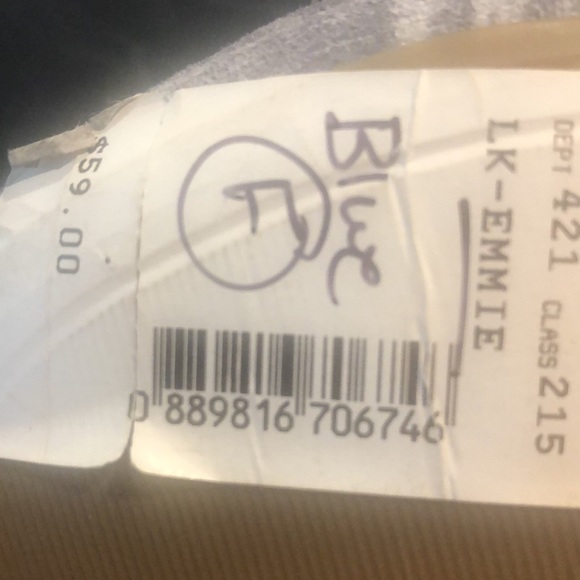 DEPT 421 CLASS 215
LK-EMMIE
Blue
F
0 889816 706746
$59.00